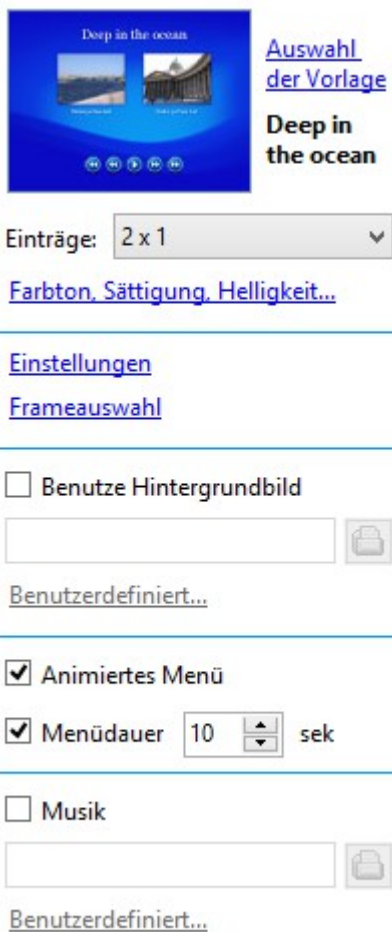 Deep in the ocean
Auswahl
der Vorlage
Deep in
the ocean
Einträge: 2 x 1
Farbton, Sättigung, Helligkeit...
Einstellungen
Frameauswahl
Benutze Hintergrundbild
Benutzerdefiniert...
Animiertes Menü
Menüdauer 10 sek
Musik
Benutzerdefiniert...